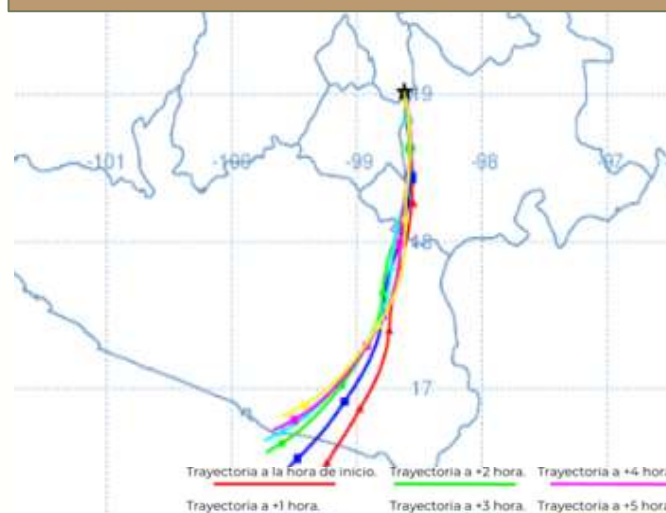 19
-101 -100 -99 -98 -97
18
17
Trayectoria a la hora de inicio. Trayectoria a +2 hora. Trayectoria a +4 hora
Trayectoria a +1 hora. Trayectoria a +3 hora. Trayectoria a +5 hora